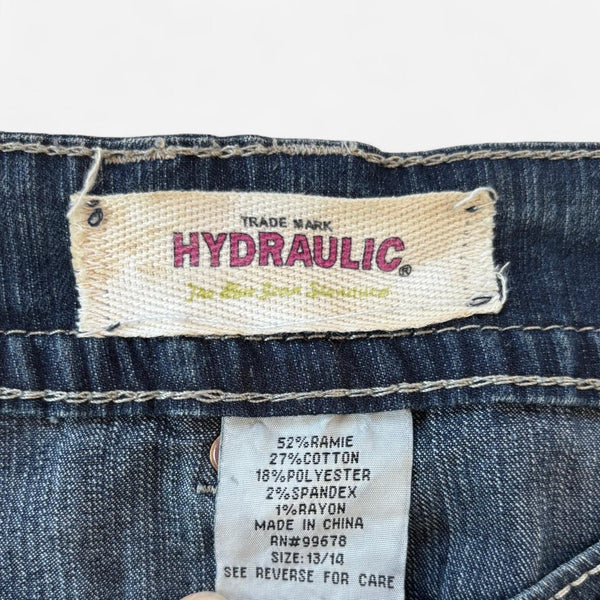 TRADE MARK
HYDRAULIC®
52%RAMIE
27%COTTON
18%POLYESTER
2%SPANDEX
1%RAYON
MADE IN CHINA
RN#99678
SIZE:13/14
SEE REVERSE FOR CARE